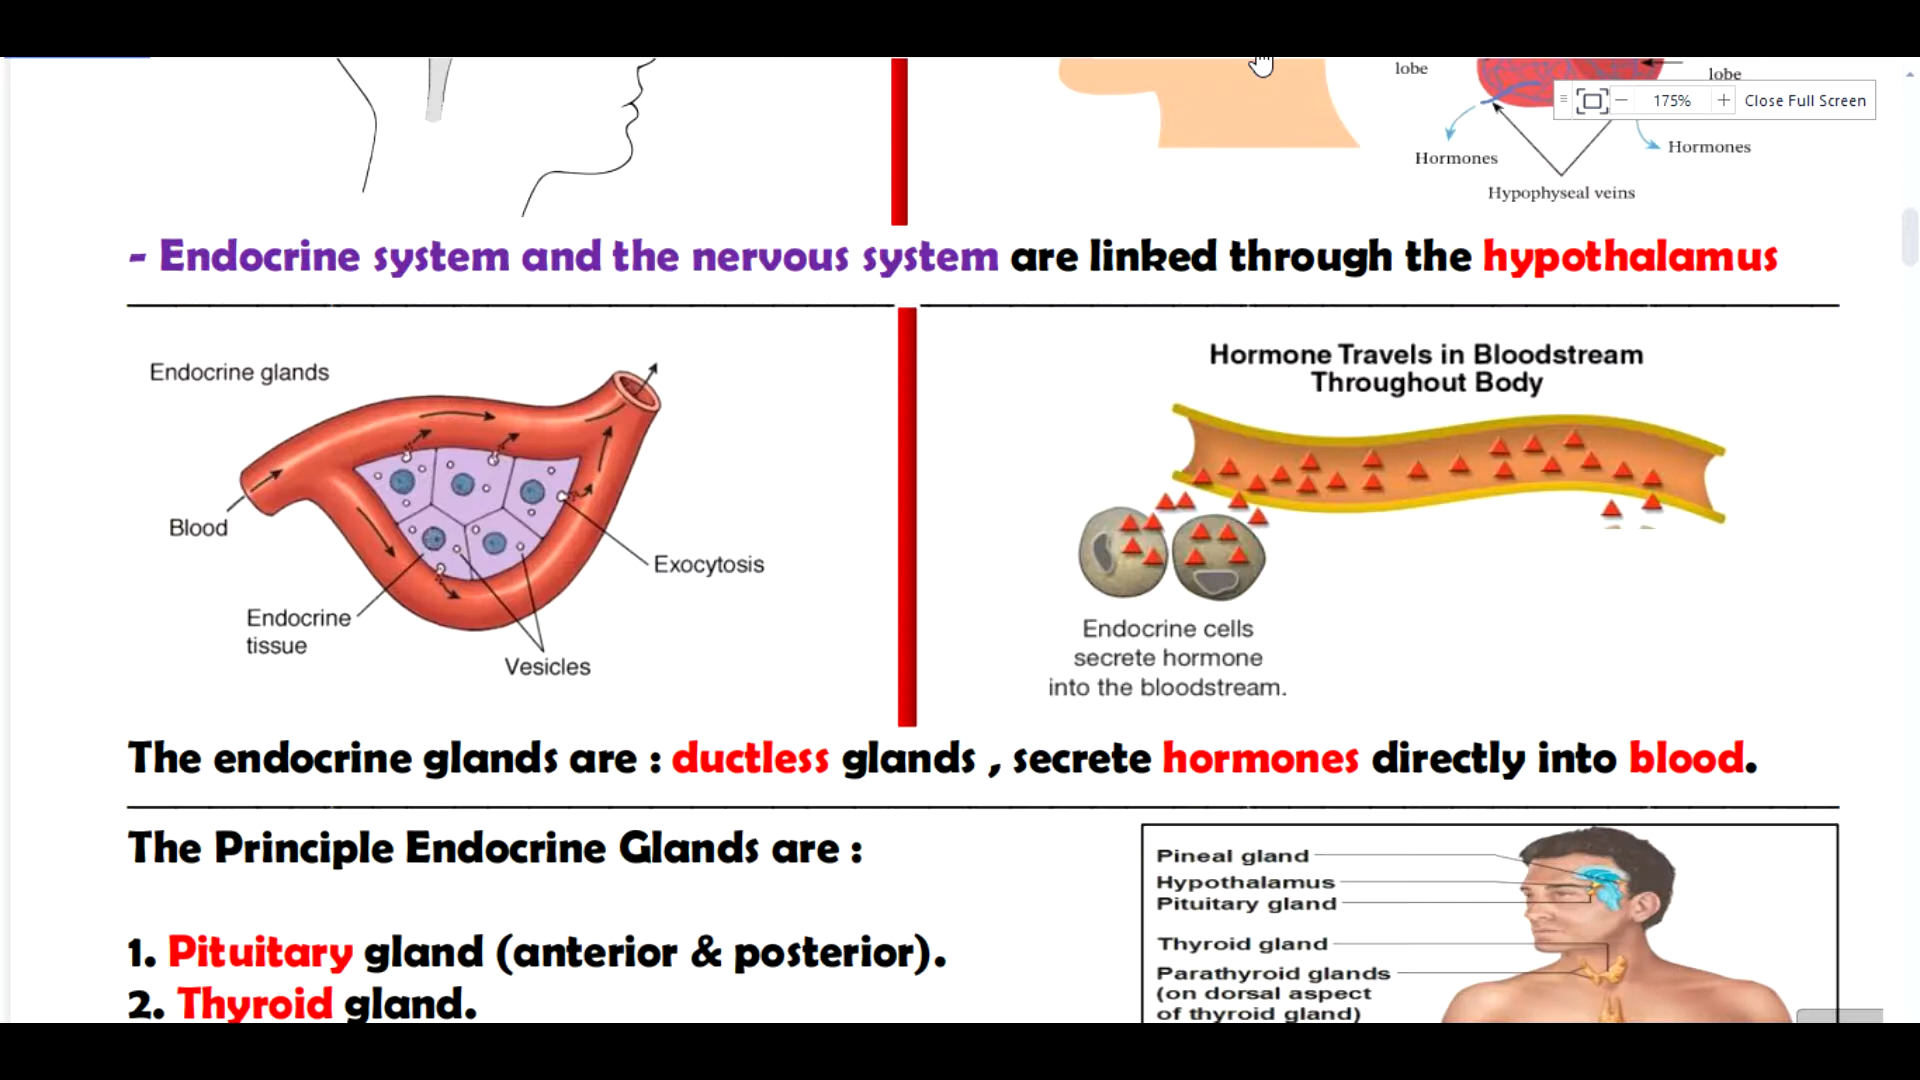 lobe
lobe
175%
Close Full Screen
Hormones
Hormones
Hypophyseal veins
- Endocrine system and the nervous system are linked through the hypothalamus
Endocrine glands
Blood
Endocrine
tissue
Vesicles
Exocytosis
Hormone Travels in Bloodstream
Throughout Body
Endocrine cells
secrete hormone
into the bloodstream.
The endocrine glands are : ductless glands , secrete hormones directly into blood.
The Principle Endocrine Glands are :
1. Pituitary gland (anterior & posterior).
2. Thyroid gland.
Pineal gland
Hypothalamus
Pituitary gland
Thyroid gland
Parathyroid glands
(on dorsal aspect
of thyroid gland)